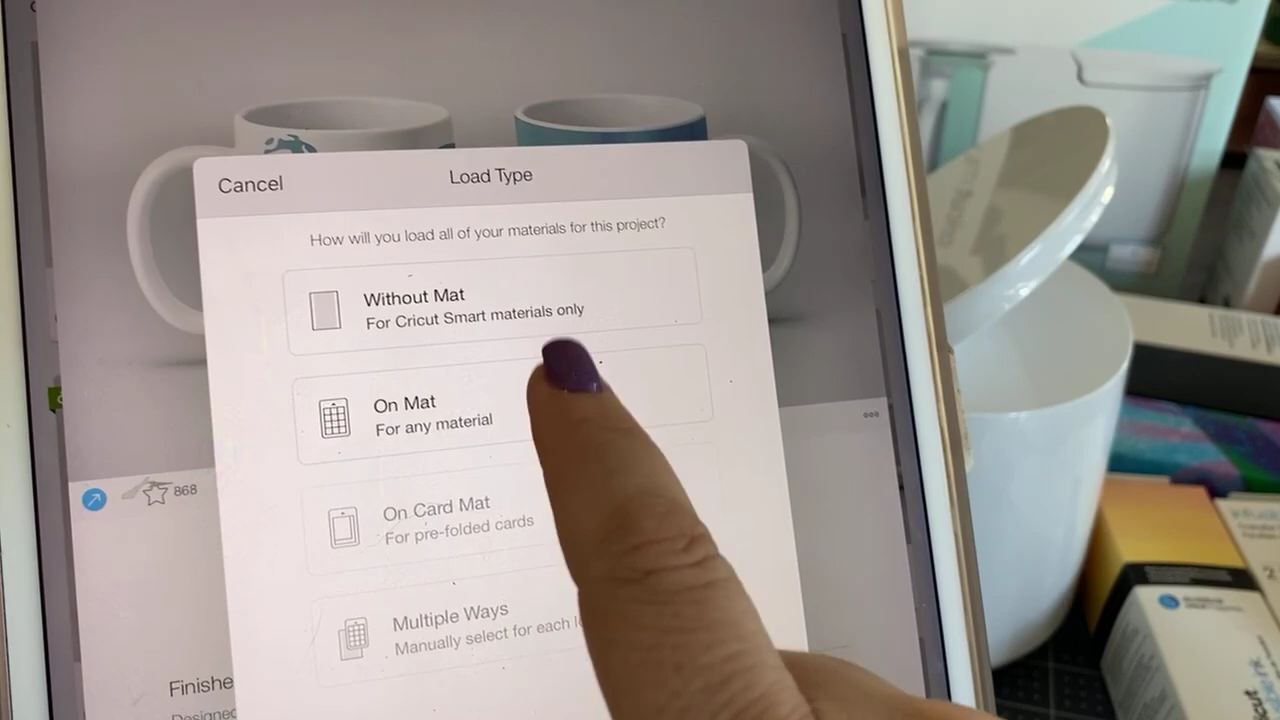 Cancel
Load Type
How will you load all of your materials for this project?
Without Mat
For Cricut Smart materials only
On Mat
For any material
On Card Mat
For pre-folded cards
Multiple Ways
Manually select for each
868
Finishe
Designed